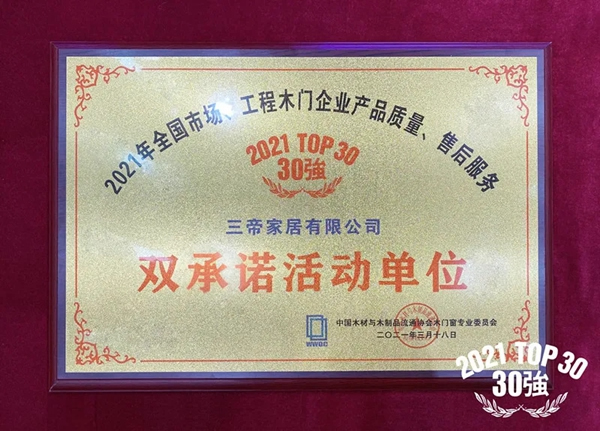 2021年全国市场、工程木门企业产品质量、售后服务
2021 TOP 30
30強
三帝家居有限公司
双承诺活动单位
WWDC
中国木材与木制品流通协会木门窗专业委员会
二〇二一年三月十八日
2021 TOP 30
30強